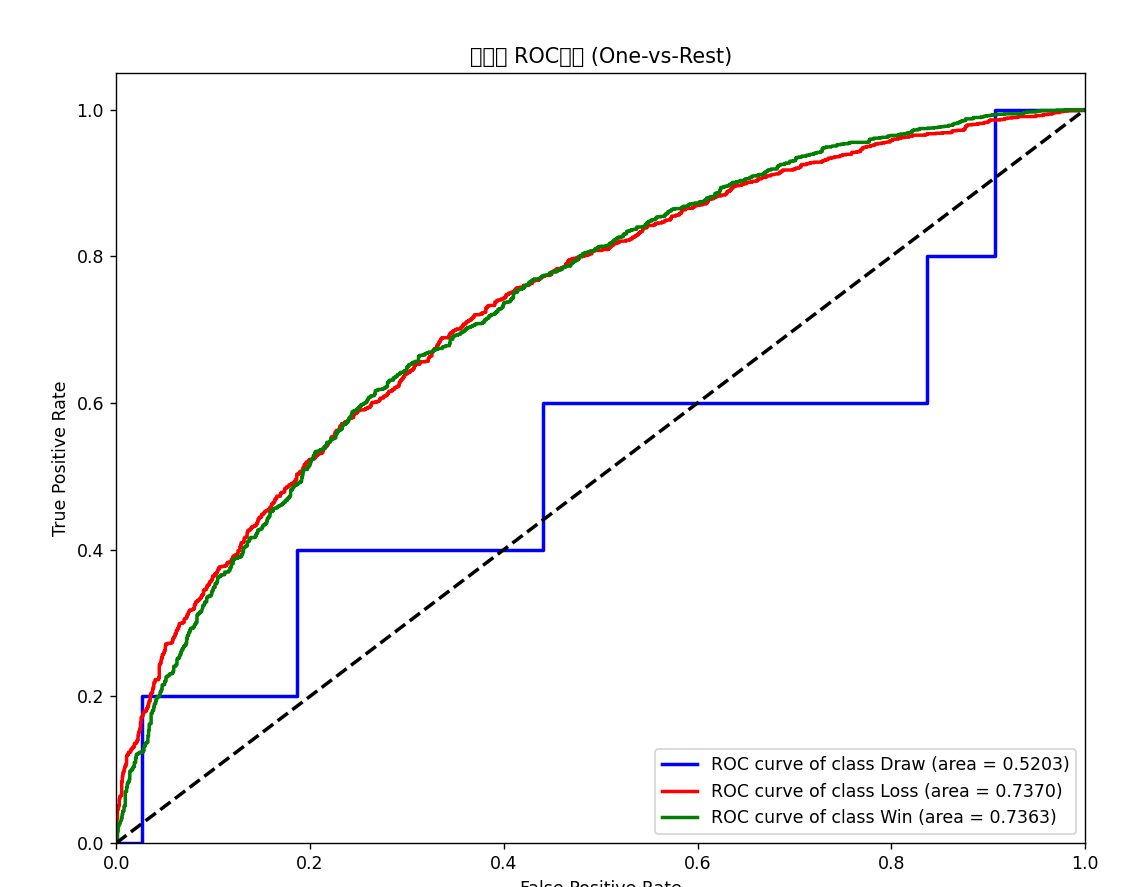 ROC (One-vs-Rest)
1.0
0.8
0.6
0.4
0.2
0.0
True Positive Rate
0.0 0.2 0.4 0.6 0.8 1.0
False Positive Rate
ROC curve of class Draw (area = 0.5203)
ROC curve of class Loss (area = 0.7370)
ROC curve of class Win (area = 0.7363)